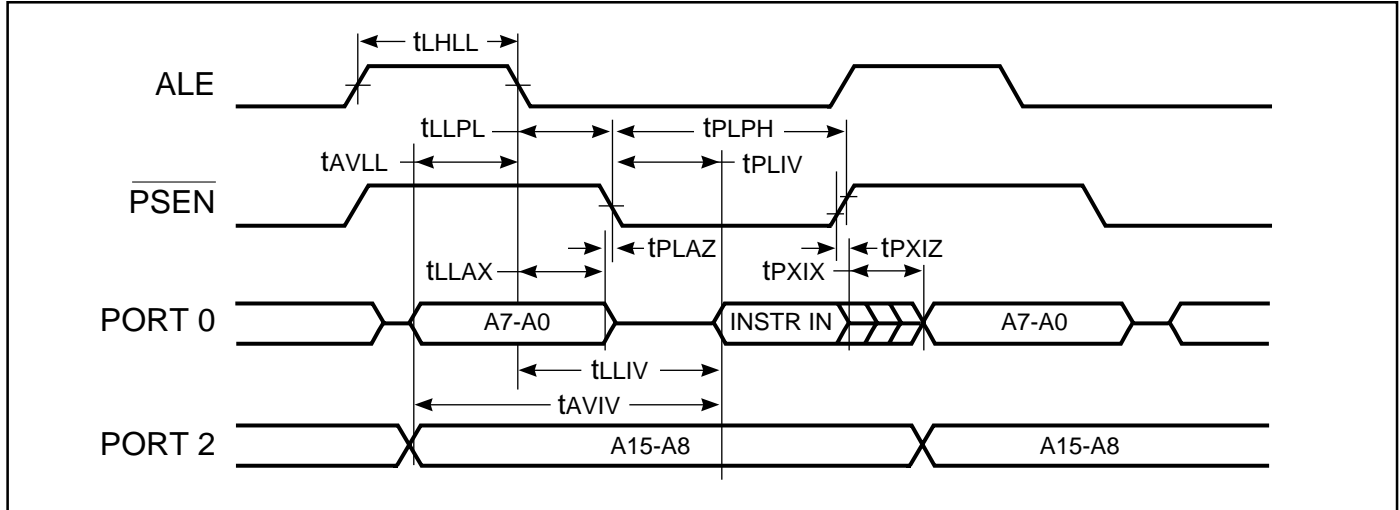 tLHLL
ALE
tLLPL
tPLPH
tAVLL
tPLIV
PSEN
tPLAZ
tPXIZ
tLLAX
tPXIX
PORT 0
A7-A0
INSTR IN
A7-A0
tLLIV
tAVIV
PORT 2
A15-A8
A15-A8